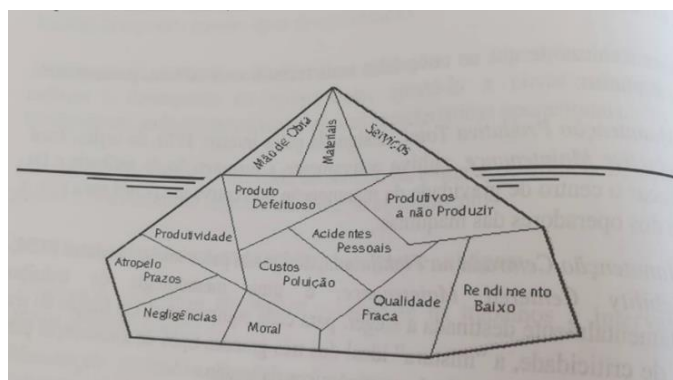 Mão de Obra
Materiais
Serviços
Produto
Defeituoso
Produtivos
a não Produzir
Produtividade
Acidentes
Pessoais
Atropelo
Prazos
Custos
Poluição
Rendimento
Baixo
Qualidade
Fraca
Negligências
Moral